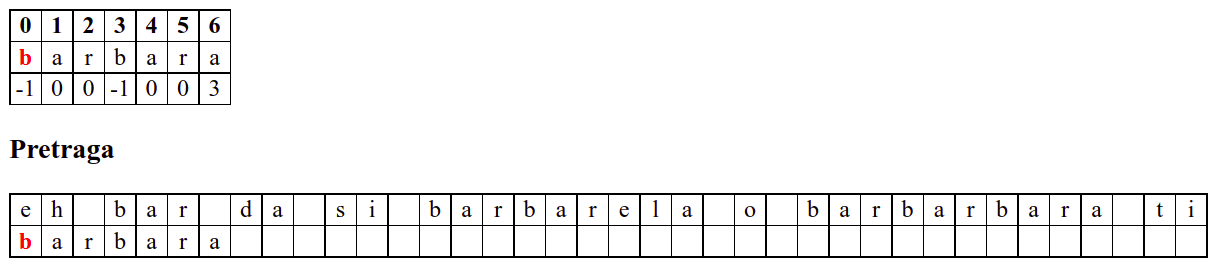 0 1 2 3 4 5 6
b a r b a r a
-1 0 0 -1 0 0 3
Pretraga
e h b a r d a s i b a r b a r e l a o b a r b a r b a r a t i
b a r b a r a